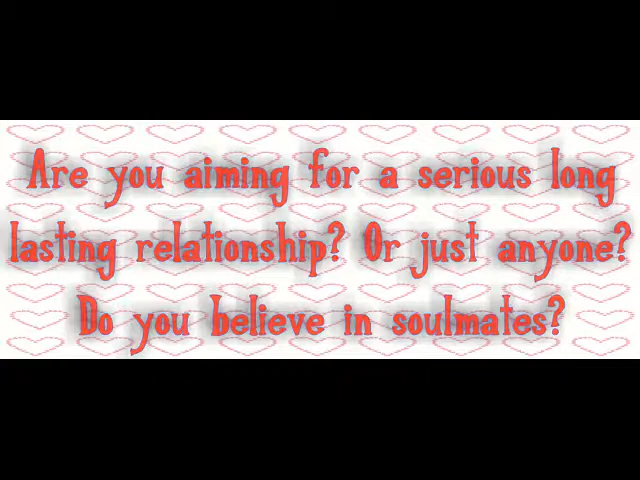 Are you aiming for a serious long
lasting relationship? Or just anyone?
Do you believe in soulmates?